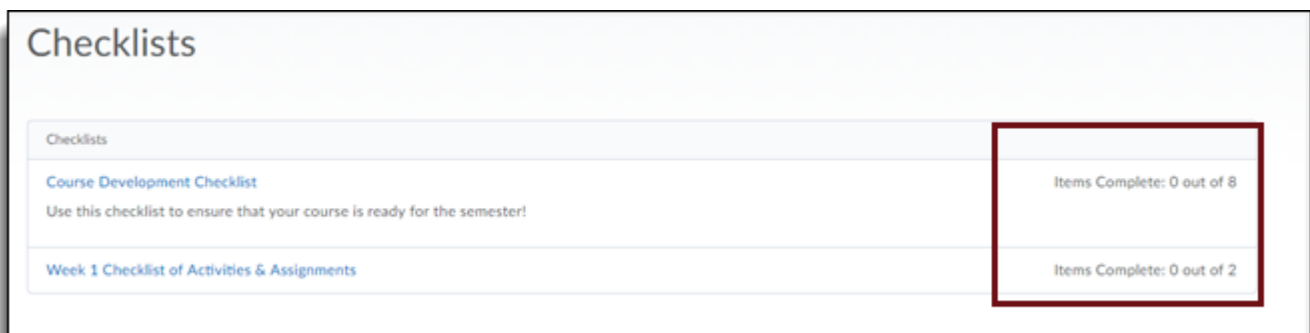 Checklists
Checklists
Course Development Checklist
Items Complete: 0 out of 8
Use this checklist to ensure that your course is ready for the semester!
Week 1 Checklist of Activities & Assignments
Items Complete: 0 out of 2